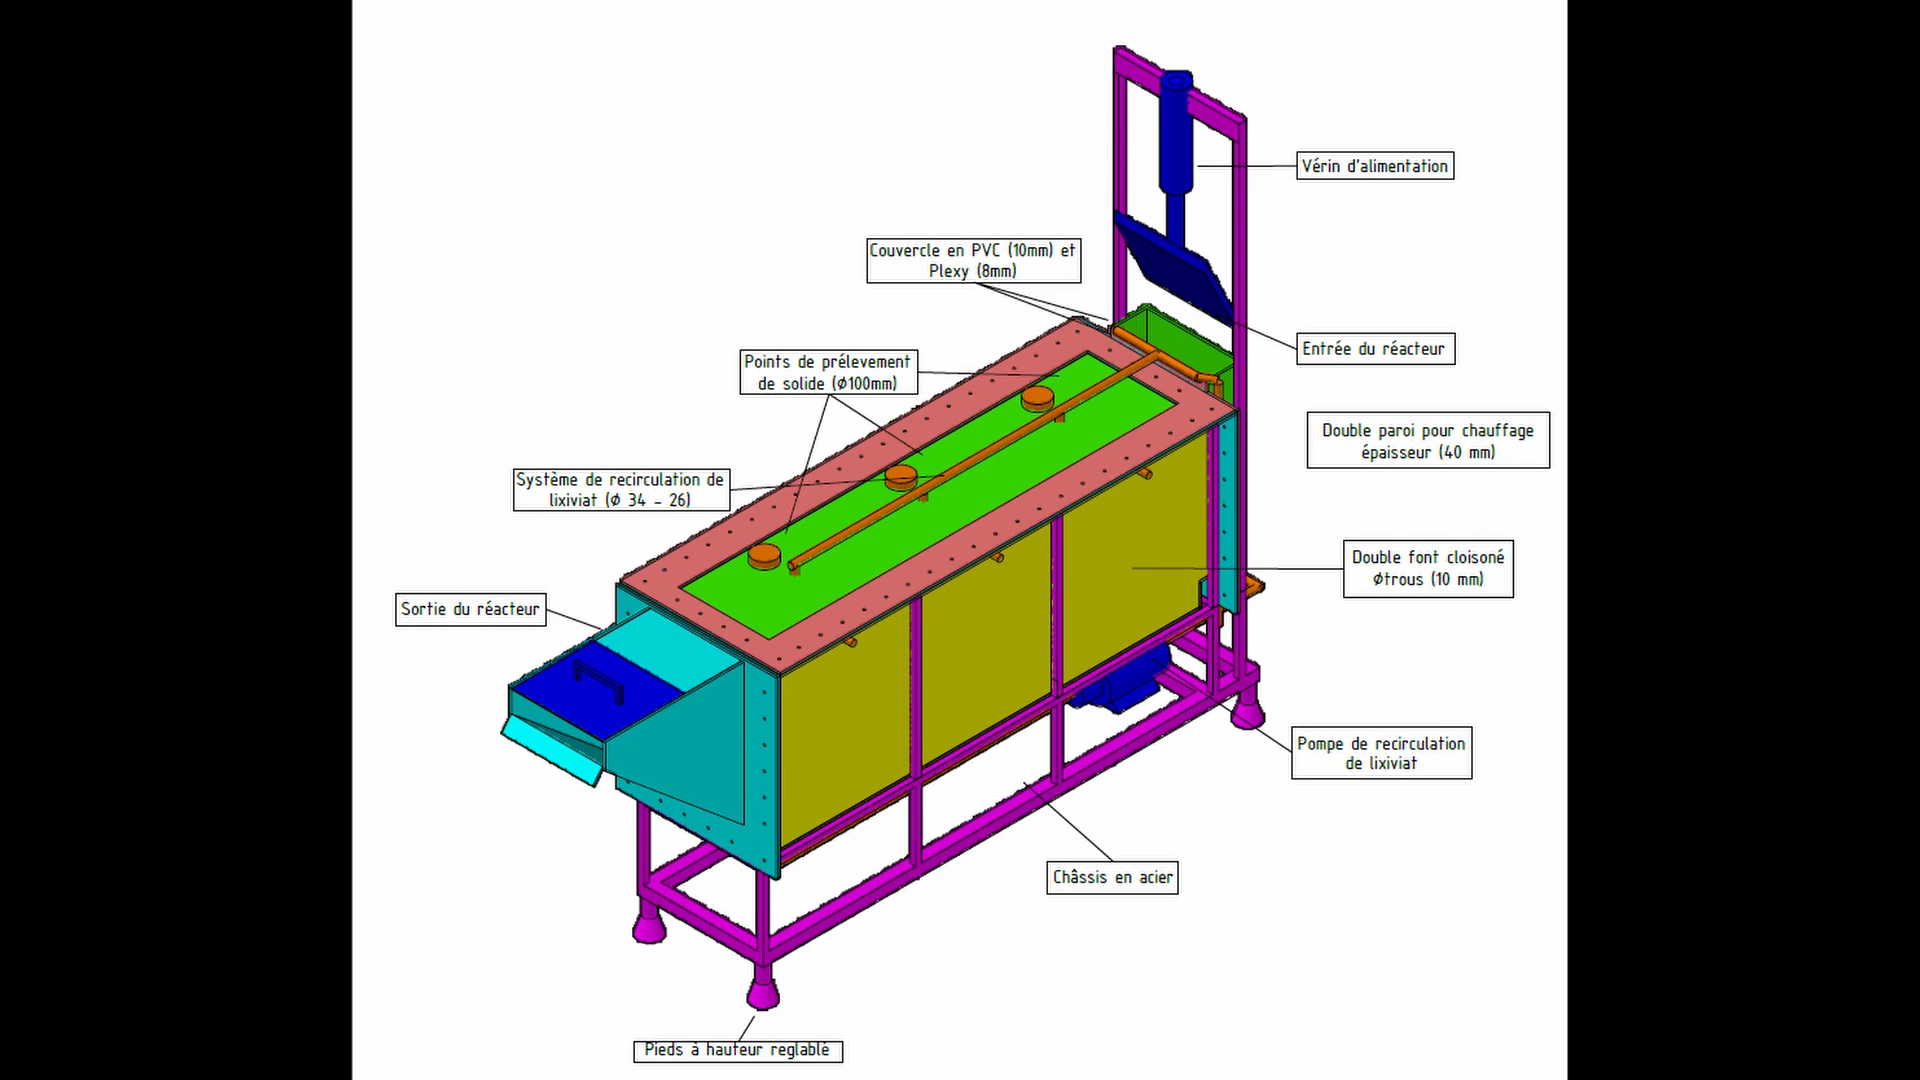 Vérin d'alimentation
Couvercle en PVC (10mm) et
Plexy (8mm)
Entrée du réacteur
Points de prélevement
de solide (Ø100mm)
Double paroi pour chauffage
épaisseur (40 mm)
Système de recirculation de
lixiviat (Ø 34 - 26)
Double font cloisoné
Øtrous (10 mm)
Sortie du réacteur
Pompe de recirculation
de lixiviat
Châssis en acier
Pieds à hauteur reglablé